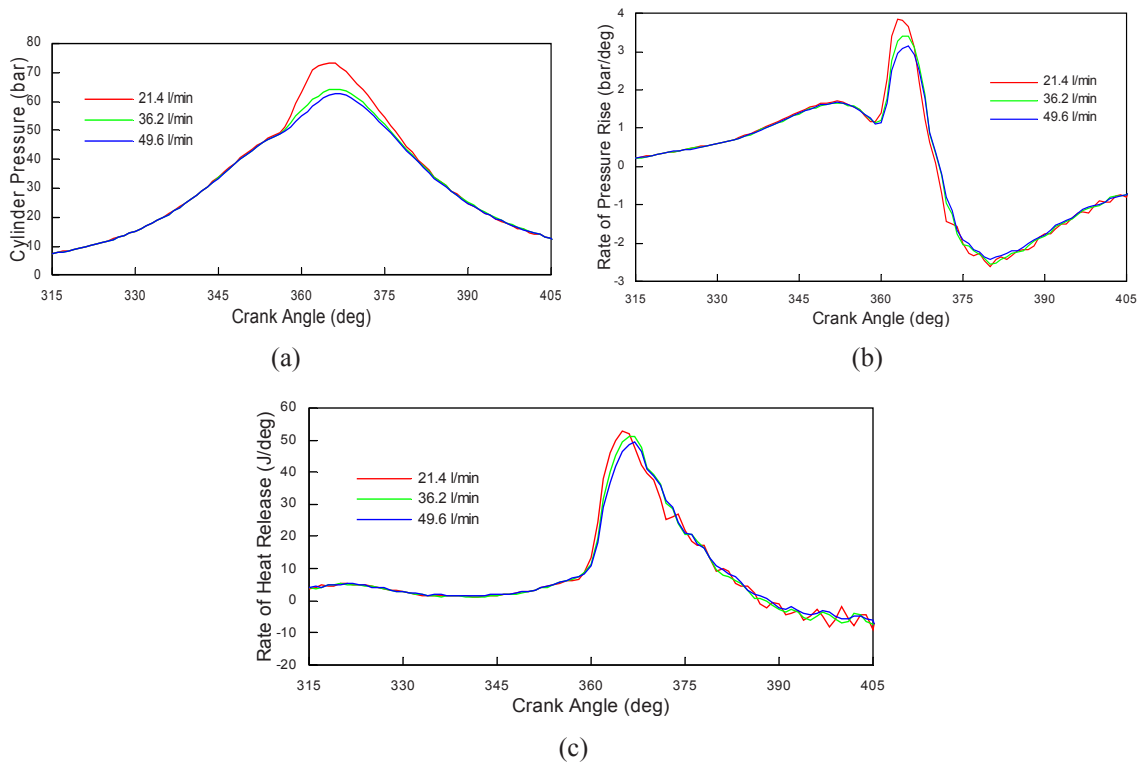 (a)
Cylinder Pressure (bar)
80
70
60
50
40
30
20
10
0
21.4 l/min
36.2 l/min
49.6 l/min
315 330 345 360 375 390 405
Crank Angle (deg)
(a)
Rate of Pressure Rise (bar/deg)
4
3
2
1
0
-1
-2
-3
21.4 l/min
36.2 l/min
49.6 l/min
315 330 345 360 375 390 405
Crank Angle (deg)
(b)
Rate of Heat Release (J/deg)
60
50
40
30
20
10
0
-10
-20
21.4 l/min
36.2 l/min
49.6 l/min
315 330 345 360 375 390 405
Crank Angle (deg)
(c)